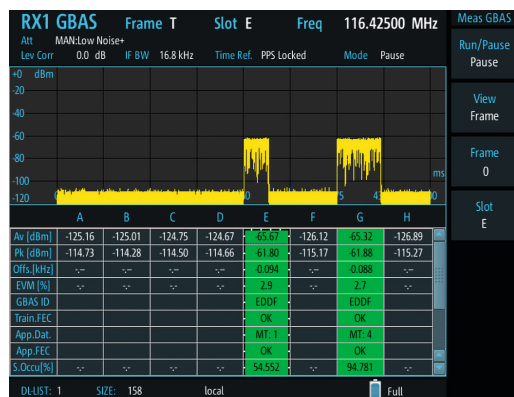 RX1 GBAS Frame T Slot E Freq 116.42500 MHz
Att MAN:Low Noise+
Lev Corr 0.0 dB IF BW 16.8 kHz Time Ref. PPS Locked Mode Pause
Meas GBAS
Run/Pause
Pause
View
Frame
Frame
0
Slot
E
+0 dBm
-20
-40
-60
-80
-100
-120
ms
A B C D E F G H
Av [dBm] -125.16 -125.01 -124.75 -124.67 -65.67 -126.12 -65.32 -126.89
Pk [dBm] -114.73 -114.28 -114.50 -114.66 -61.80 -115.17 -61.88 -115.27
Offs.[kHz] -.-- -.-- -.-- -.-- -0.094 -.-- -0.088 -.--
EVM [%] -.- -.- -.- -.- 2.9 -.- 2.7 -.-
GBAS ID EDDF EDDF
Train.FEC OK OK
App.Dat. MT: 1 MT: 4
App.FEC OK OK
S.Occu[%] -.- -.- -.- -.- 54.552 -.- 94.781 -.-
DL-LIST: 1 SIZE: 158 local Full